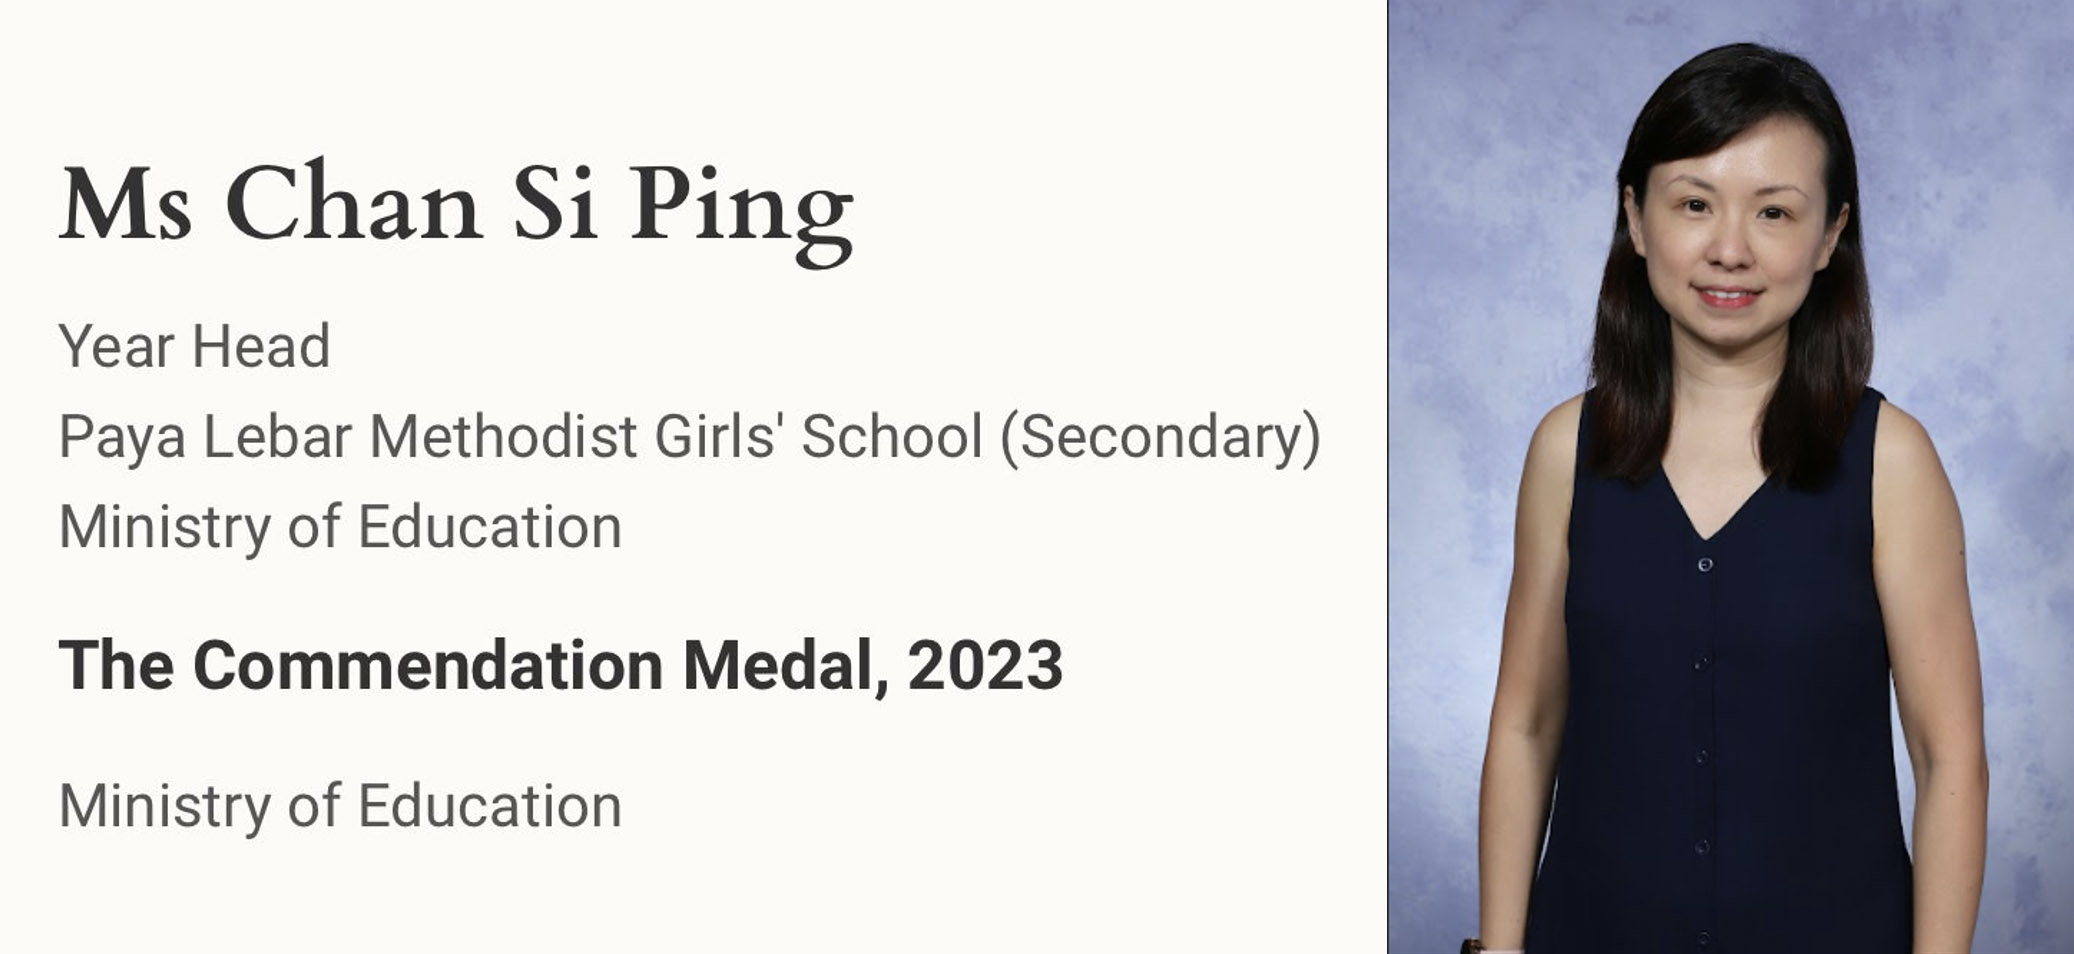 Ms Chan Si Ping
Year Head
Paya Lebar Methodist Girls' School (Secondary)
Ministry of Education
The Commendation Medal, 2023
Ministry of Education